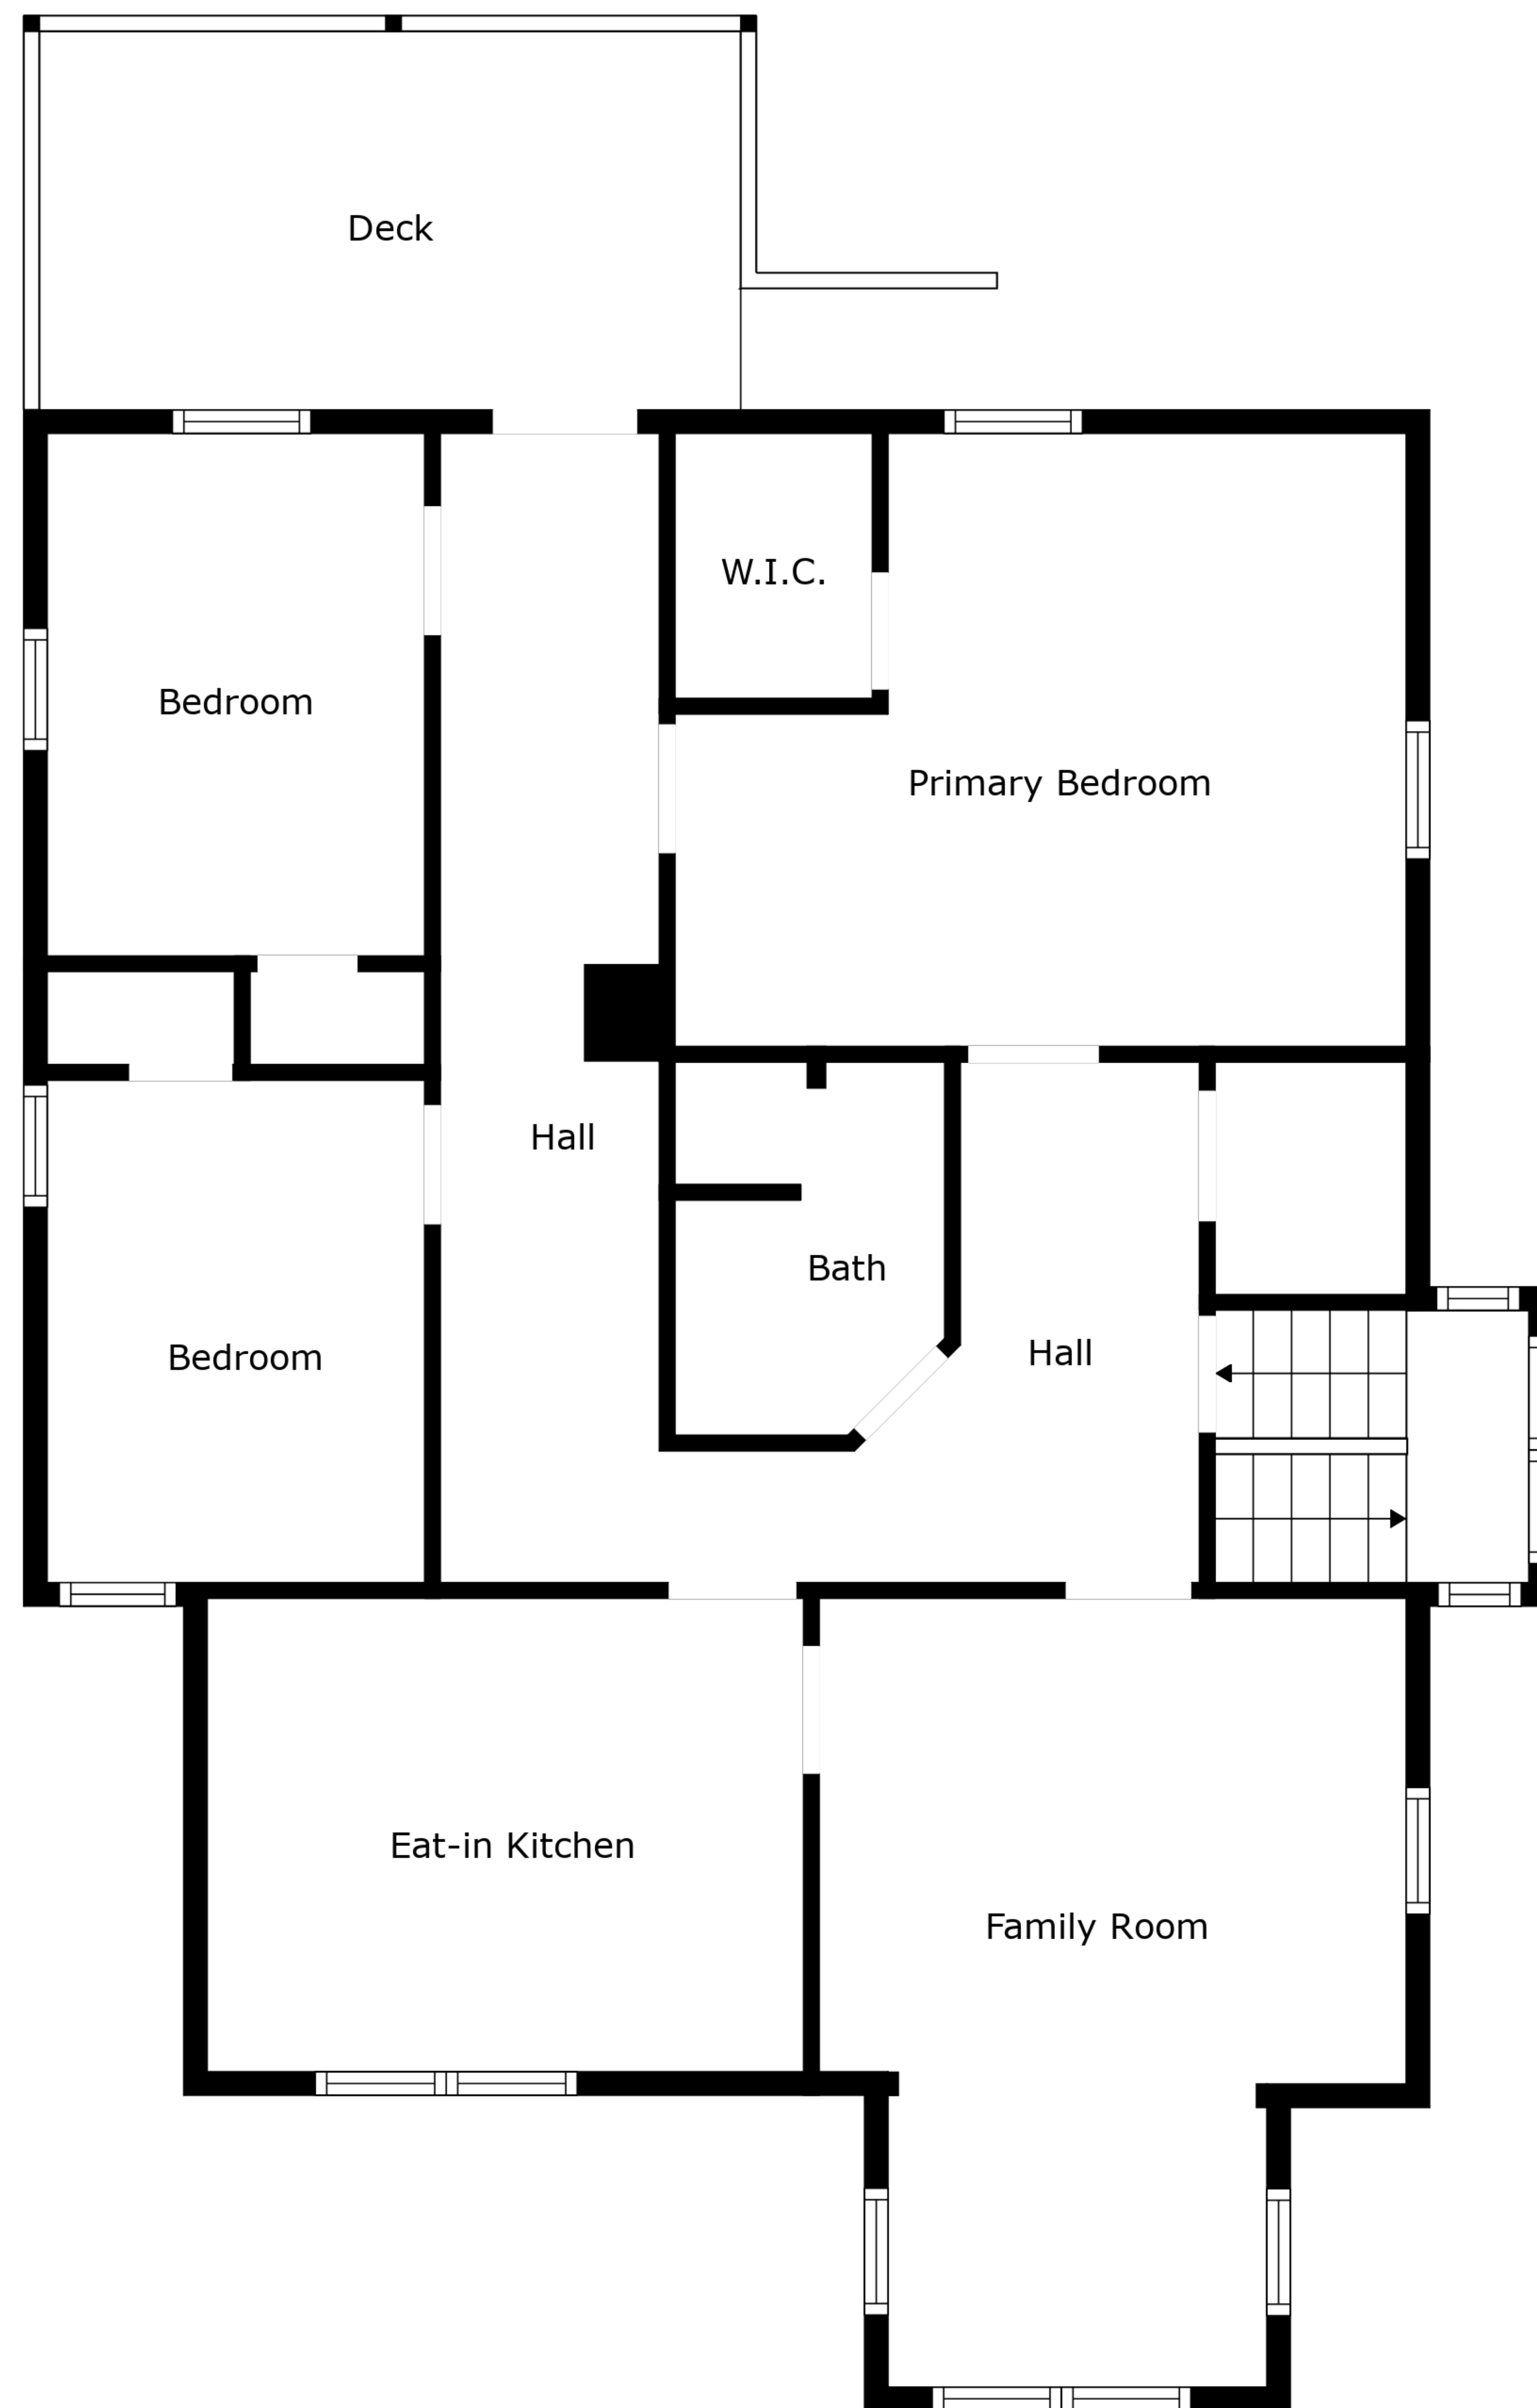 Deck
W.I.C.
Bedroom
Primary Bedroom
Hall
Bath
Hall
Bedroom
Eat-in Kitchen
Family Room